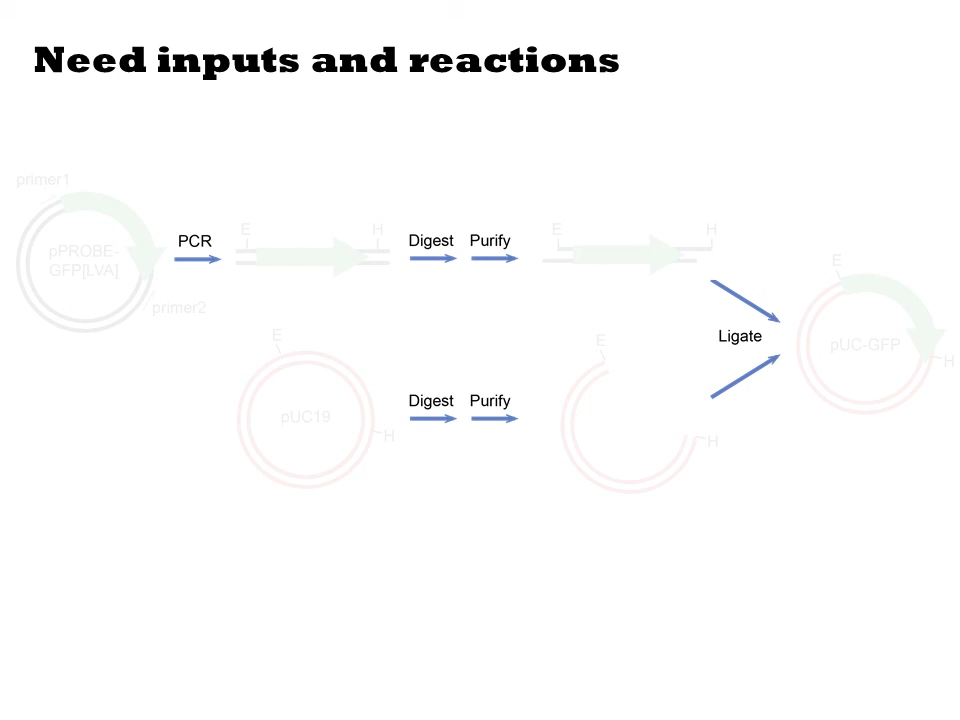 Need inputs and reactions
primer1
pPROBE-
GFP[LVA]
primer2
PCR
E
H
Digest
Purify
E
H
Ligate
E
pUC-GFP
H
E
pUC19
H
Digest
Purify
E
H